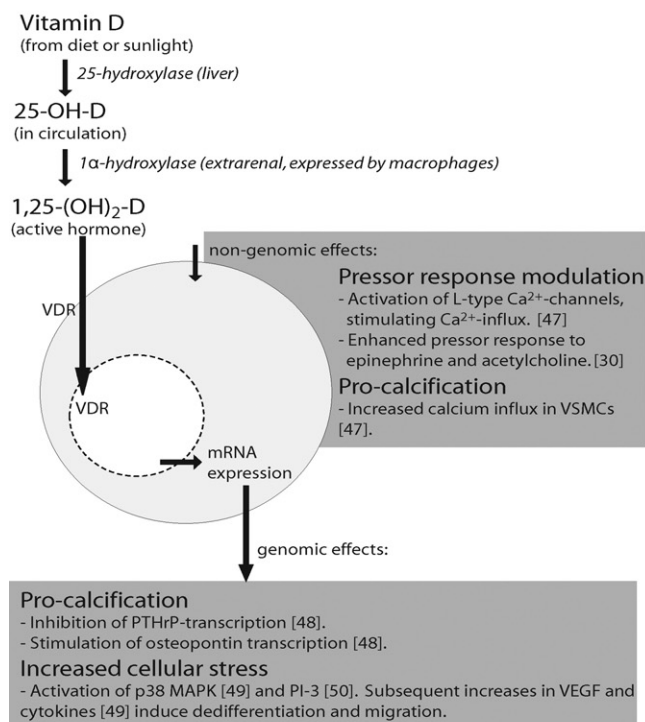 Vitamin D
(from diet or sunlight)
25-hydroxylase (liver)
25-OH-D
(in circulation)
1α-hydroxylase (extrarenal, expressed by macrophages)
1,25-(OH)₂-D
(active hormone)
non-genomic effects:
Pressor response modulation
- Activation of L-type Ca²⁺-channels,
stimulating Ca²⁺-influx. [47]
- Enhanced pressor response to
epinephrine and acetylcholine.[30]
Pro-calcification
- Increased calcium influx in VSMCs
[47].
VDR
VDR
mRNA
expression
genomic effects:
Pro-calcification
- Inhibition of PTHrP-transcription [48].
- Stimulation of osteopontin transcription [48].
Increased cellular stress
- Activation of p38 MAPK [49] and PI-3 [50]. Subsequent increases in VEGF and
cytokines [49] induce dedifferentiation and migration.